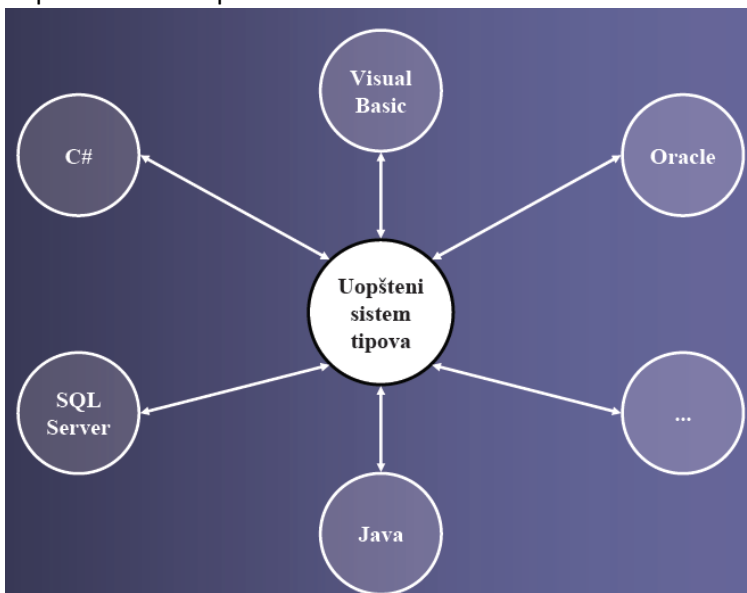 Visual
Basic
C#
Oracle
Uopšteni
sistem
tipova
SQL
Server
...
Java